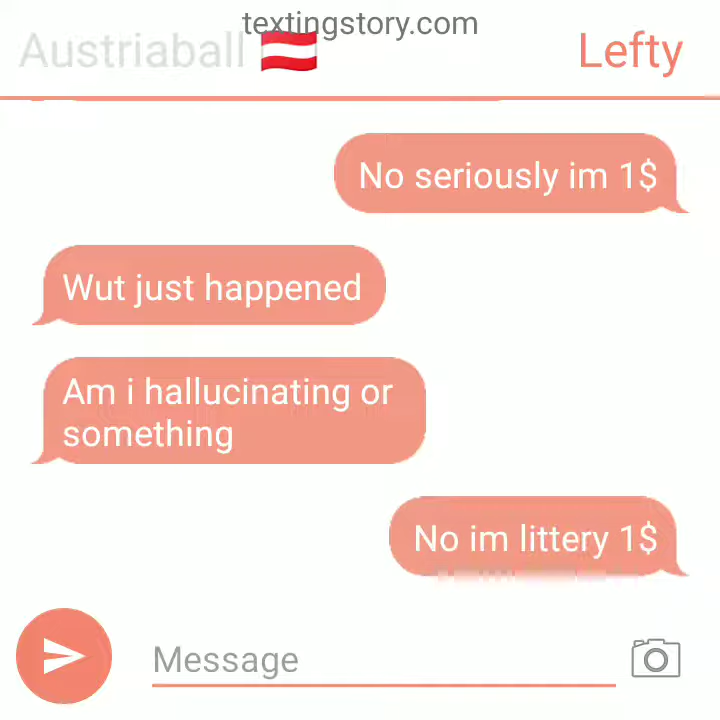 textingstory.com
Austriaball 🇦🇹
Lefty
No seriously im 1$
Wut just happened
Am i hallucinating or
something
No im littery 1$
Message